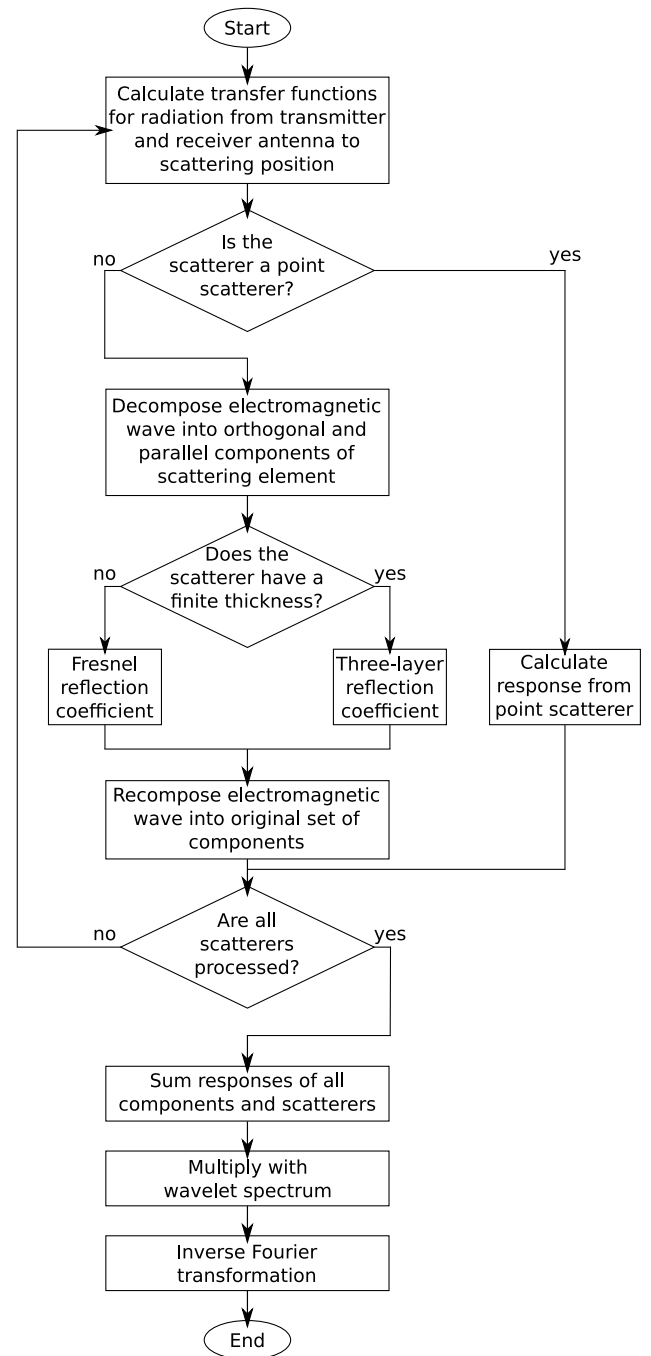 Start
Calculate transfer functions
for radiation from transmitter
and receiver antenna to
scattering position
Is the
scatterer a point
scatterer?
no
yes
Decompose electromagnetic
wave into orthogonal and
parallel components of
scattering element
Does the
scatterer have a
finite thickness?
no
yes
Fresnel
reflection
coefficient
Three-layer
reflection
coefficient
Calculate
response from
point scatterer
Recompose electromagnetic
wave into original set of
components
Are all
scatterers
processed?
no
yes
Sum responses of all
components and scatterers
Multiply with
wavelet spectrum
Inverse Fourier
transformation
End